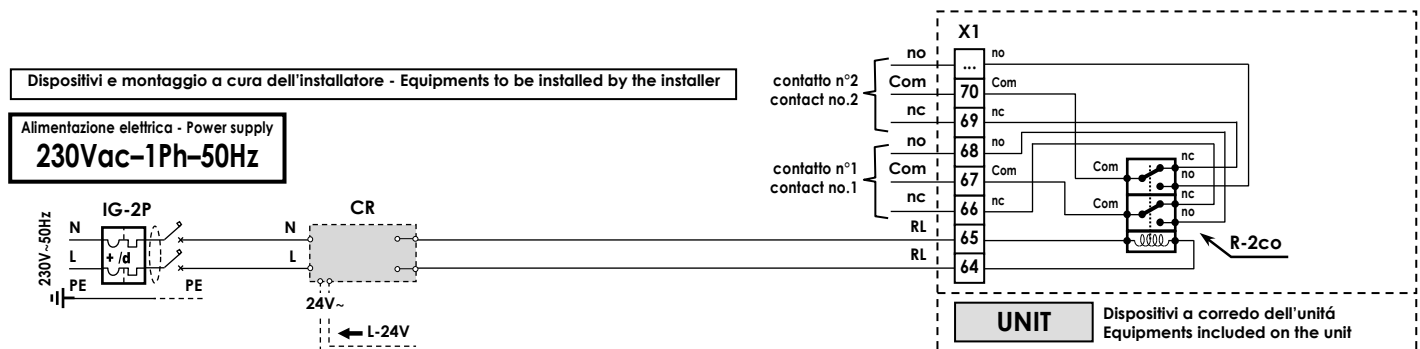 Dispositivi e montaggio a cura dell'installatore - Equipments to be installed by the installer
Alimentazione elettrica - Power supply
230Vac–1Ph–50Hz
230V~50Hz
IG-2P
N
L
+ /d
PE
PE
CR
N
L
24V~
L-24V
contatto n°2
contact no.2
no
Com
nc
contatto n°1
contact no.1
no
Com
nc
RL
RL
X1
... no
70 Com
69 nc
68 no
67 Com
66 nc
65
64
Com
nc
no
Com
nc
no
R-2co
UNIT
Dispositivi a corredo dell'unitá
Equipments included on the unit